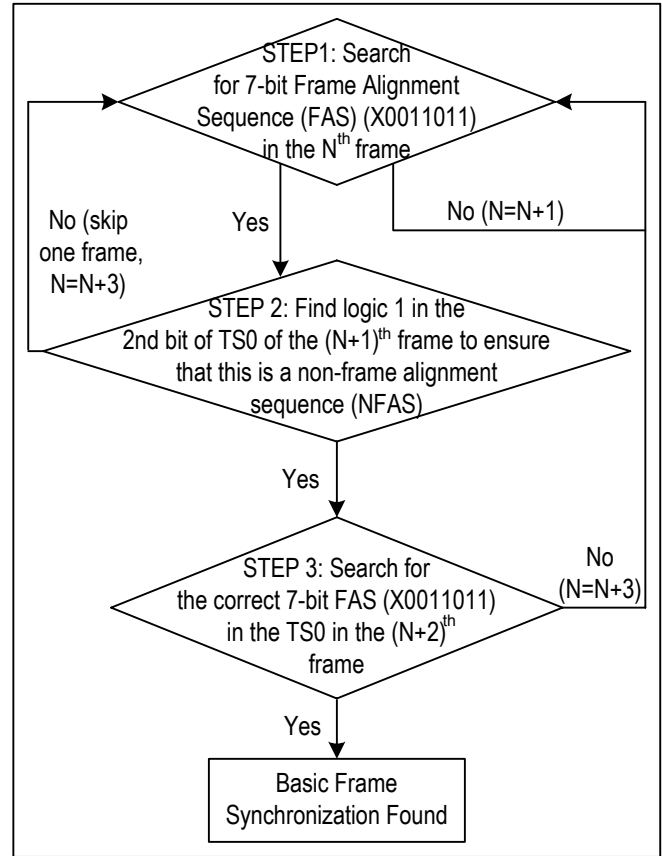 STEP1: Search
for 7-bit Frame Alignment
Sequence (FAS) (X0011011)
in the Nth frame
No (N=N+1)
Yes
No (skip
one frame,
N=N+3)
STEP 2: Find logic 1 in the
2nd bit of TS0 of the (N+1)th frame to ensure
that this is a non-frame alignment
sequence (NFAS)
Yes
STEP 3: Search for
the correct 7-bit FAS (X0011011)
in the TS0 in the (N+2)th
frame
No
(N=N+3)
Yes
Basic Frame
Synchronization Found